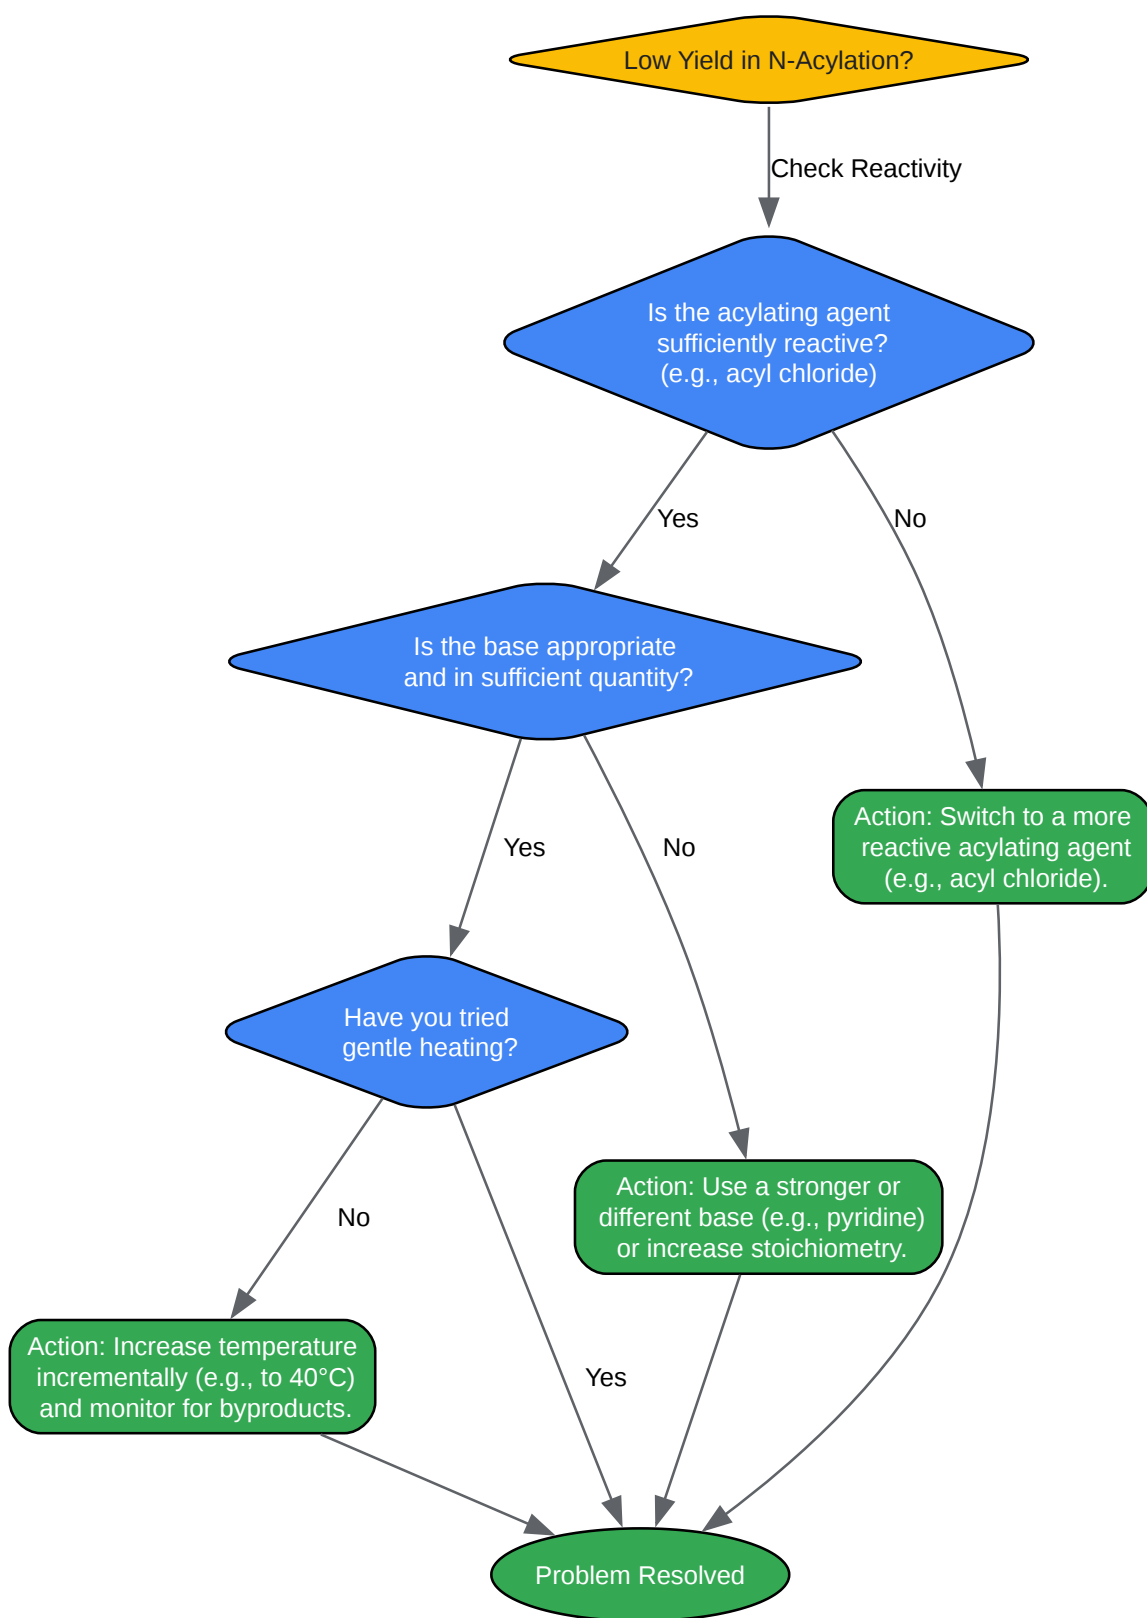 Low Yield in N-Acylation?
Check Reactivity
Is the acylating agent
sufficiently reactive?
(e.g., acyl chloride)
Yes
No
Is the base appropriate
and in sufficient quantity?
Action: Switch to a more
reactive acylating agent
(e.g., acyl chloride).
Yes
No
Have you tried
gentle heating?
Action: Use a stronger or
different base (e.g., pyridine)
or increase stoichiometry.
No
Yes
Action: Increase temperature
incrementally (e.g., to 40°C)
and monitor for byproducts.
Problem Resolved